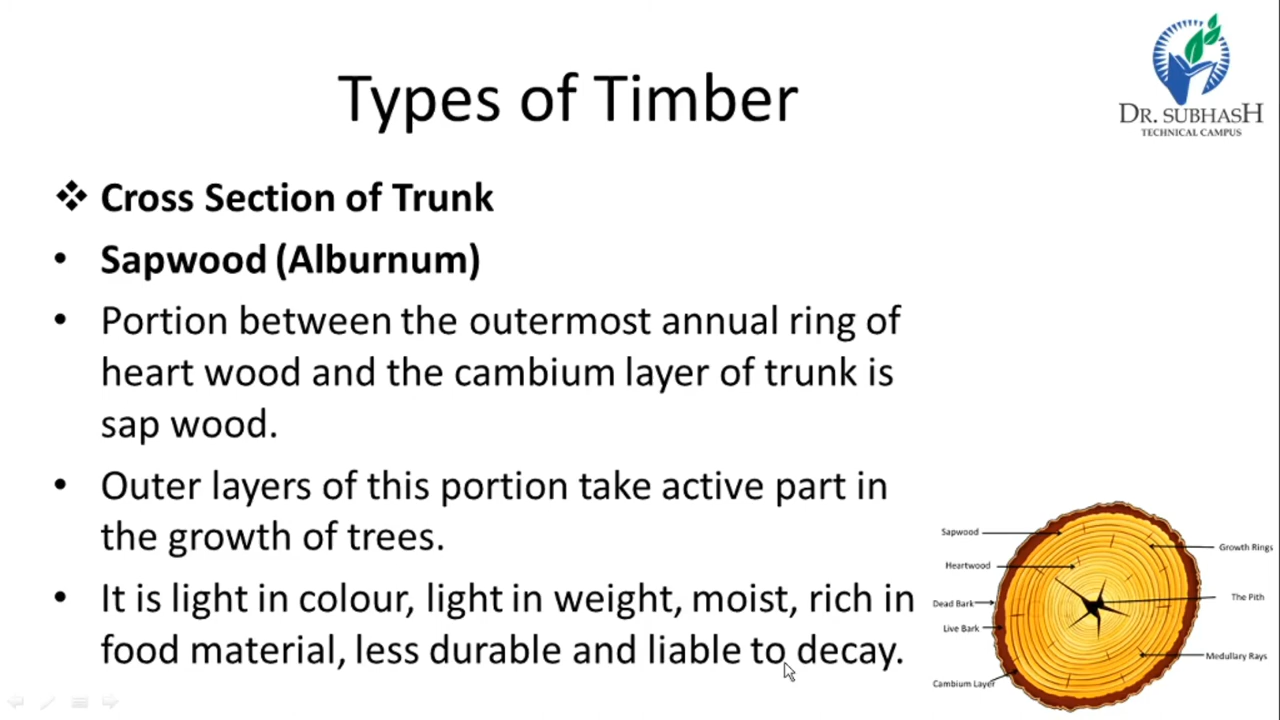 DR. SUBHASH
TECHNICAL CAMPUS
Types of Timber
Cross Section of Trunk
Sapwood (Alburnum)
Portion between the outermost annual ring of
heart wood and the cambium layer of trunk is
sap wood.
Outer layers of this portion take active part in
the growth of trees.
It is light in colour, light in weight, moist, rich in
food material, less durable and liable to decay.
Sapwood
Growth Rings
Heartwood
The Pith
Dead Bark
Live Bark
Medullary Rays
Cambium Layer